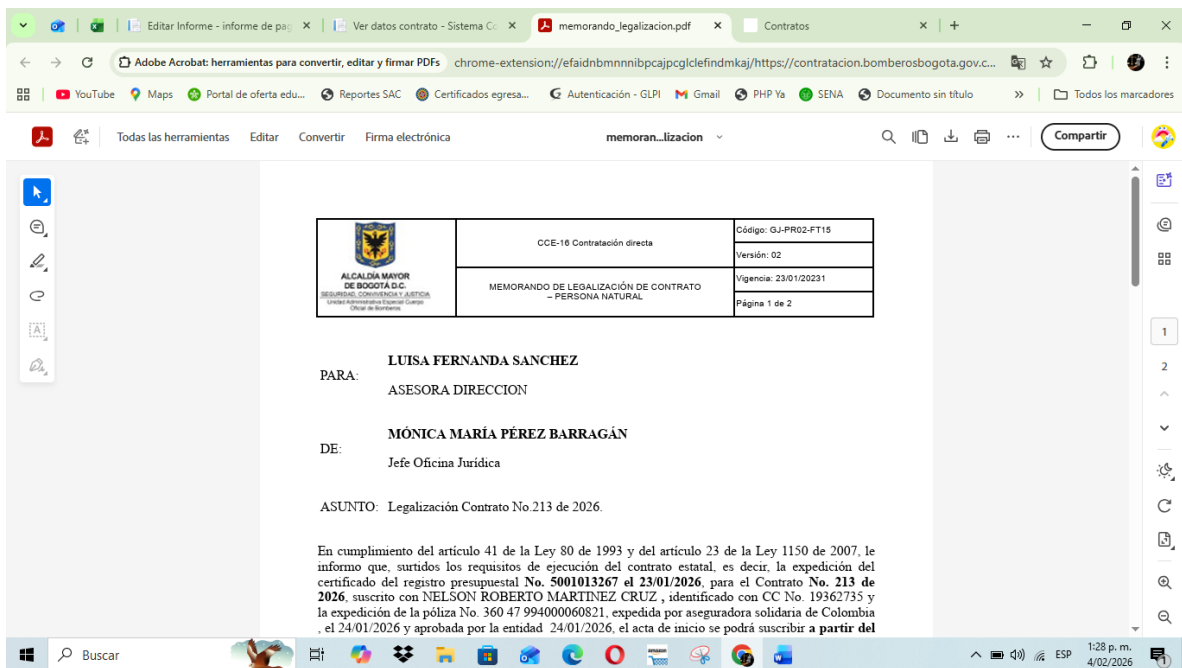 Editar Informe - informe de pag
Ver datos contrato - Sistema Co
memorando_legalizacion.pdf
Contratos
Adobe Acrobat: herramientas para convertir, editar y firmar PDFs
chrome-extension://efaidnbmnnnibpcajpcglclefindmkaj/https://contratacion.bomberosbogota.gov.c...
YouTube
Maps
Portal de oferta edu...
Reportes SAC
Certificados egresa...
Autenticación - GLPI
Gmail
PHP Ya
SENA
Documento sin título
»
Todos los marcadores
Todas las herramientas
Editar
Convertir
Firma electrónica
memoran...lizacion
Compartir
ALCALDÍA MAYOR
DE BOGOTÁ D.C.
SEGURIDAD, CONVIVENCIA Y JUSTICIA
Unidad Administrativa Especial Cuerpo
Oficial de Bomberos
CCE-16 Contratación directa
MEMORANDO DE LEGALIZACIÓN DE CONTRATO
– PERSONA NATURAL
Código: GJ-PR02-FT15
Versión: 02
Vigencia: 23/01/20231
Página 1 de 2
PARA:
LUISA FERNANDA SANCHEZ
ASESORA DIRECCION
DE:
MÓNICA MARÍA PÉREZ BARRAGÁN
Jefe Oficina Jurídica
ASUNTO: Legalización Contrato No.213 de 2026.
En cumplimiento del artículo 41 de la Ley 80 de 1993 y del artículo 23 de la Ley 1150 de 2007, le
informo que, surtidos los requisitos de ejecución del contrato estatal, es decir, la expedición del
certificado del registro presupuestal No. 5001013267 el 23/01/2026, para el Contrato No. 213 de
2026, suscrito con NELSON ROBERTO MARTINEZ CRUZ , identificado con CC No. 19362735 y
la expedición de la póliza No. 360 47 994000060821, expedida por aseguradora solidaria de Colombia
, el 24/01/2026 y aprobada por la entidad 24/01/2026, el acta de inicio se podrá suscribir a partir del
1
2
Buscar
amazon
ESP
1:28 p. m.
4/02/2026